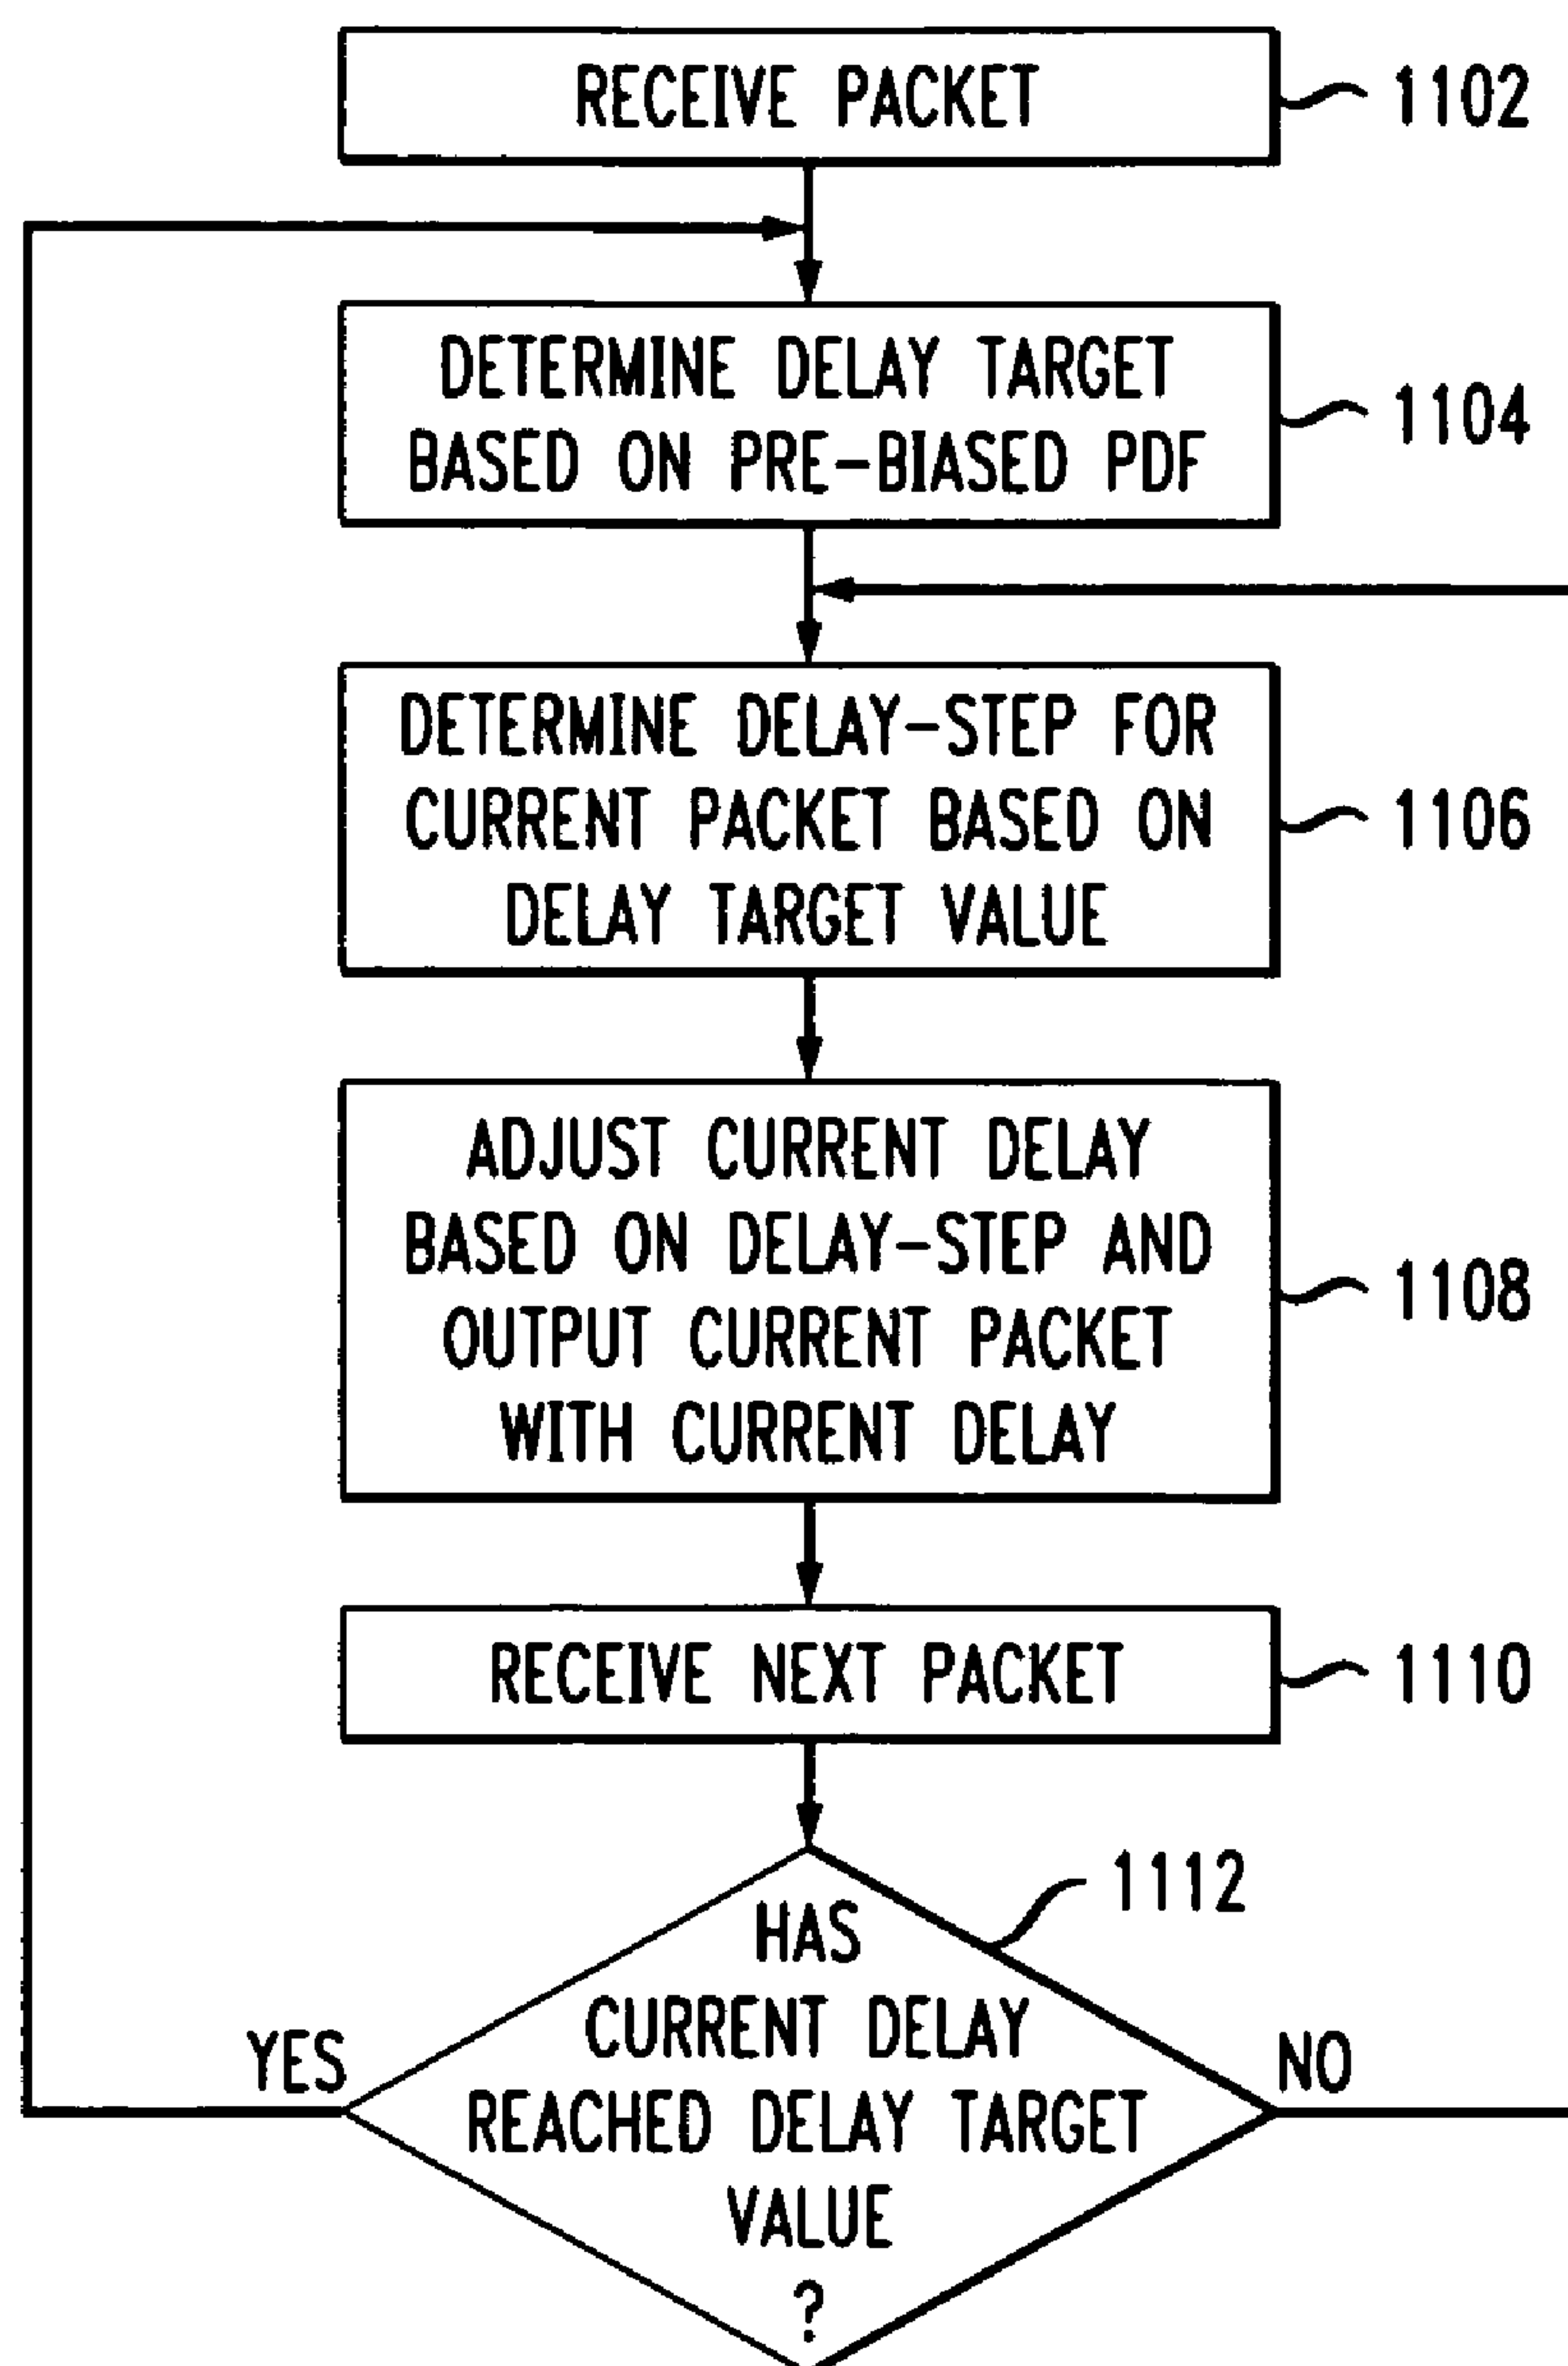 RECEIVE PACKET
1102
DETERMINE DELAY TARGET
BASED ON PRE-BIASED PDF
1104
DETERMINE DELAY-STEP FOR
CURRENT PACKET BASED ON
DELAY TARGET VALUE
1106
ADJUST CURRENT DELAY
BASED ON DELAY-STEP AND
OUTPUT CURRENT PACKET
WITH CURRENT DELAY
1108
RECEIVE NEXT PACKET
1110
1112
HAS
CURRENT DELAY
REACHED DELAY TARGET
VALUE
?
YES
NO